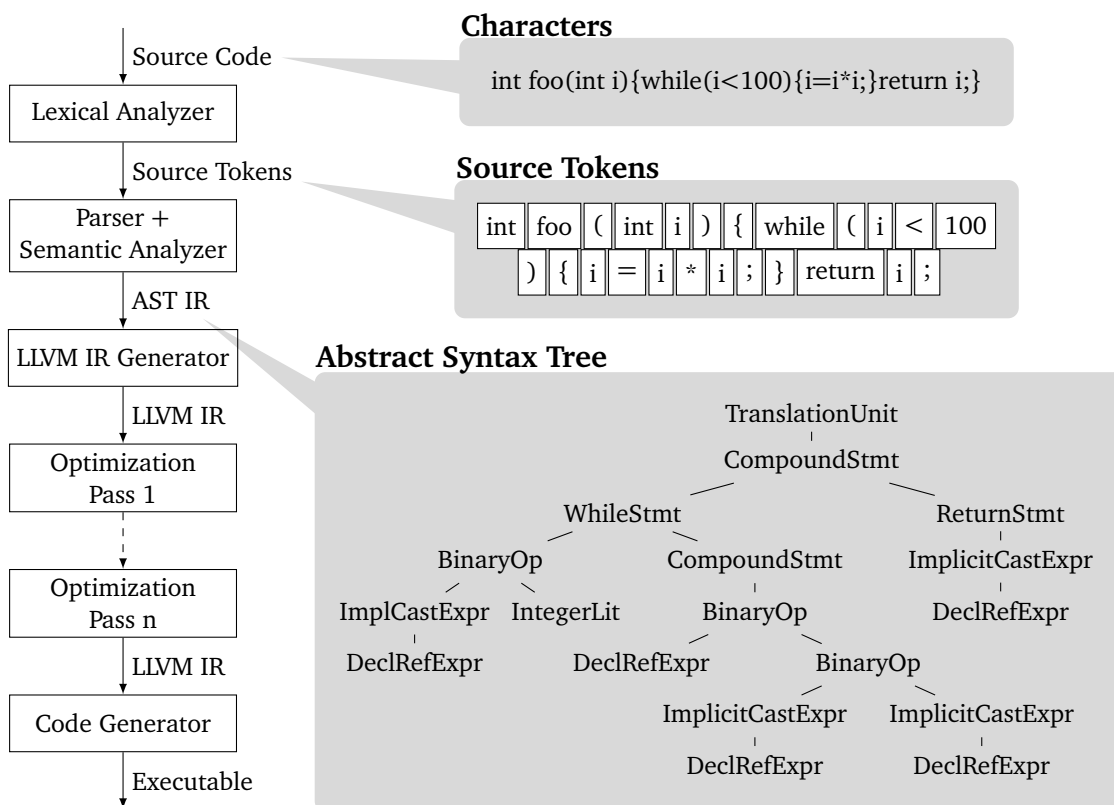 Characters
Source Code
int foo(int i){while(i<100){i=i*i;}return i;}
Lexical Analyzer
Source Tokens
Source Tokens
int foo ( int i ) { while ( i < 100
) { i = i * i ; } return i ;
Parser +
Semantic Analyzer
AST IR
LLVM IR Generator
LLVM IR
Optimization
Pass 1
Optimization
Pass n
LLVM IR
Code Generator
Executable
Abstract Syntax Tree
TranslationUnit
CompoundStmt
WhileStmt ReturnStmt
BinaryOp CompoundStmt ImplicitCastExpr
ImplCastExpr IntegerLit BinaryOp DeclRefExpr
DeclRefExpr DeclRefExpr BinaryOp
ImplicitCastExpr ImplicitCastExpr
DeclRefExpr DeclRefExpr